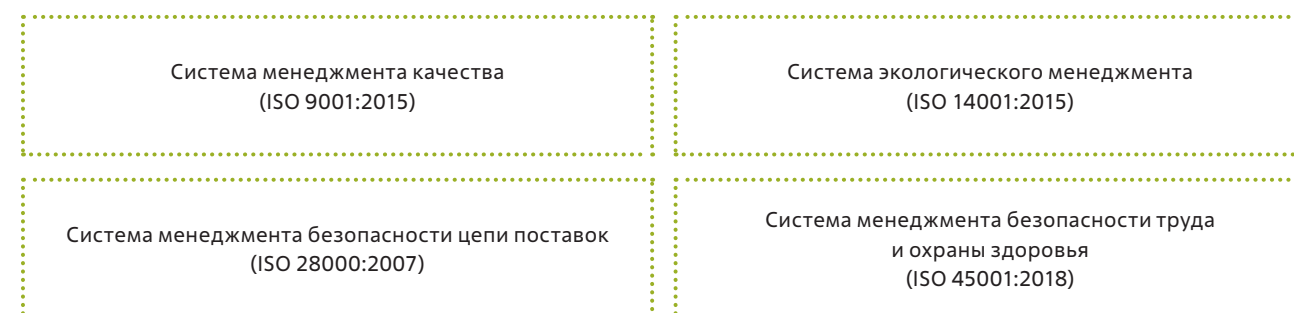 Система менеджмента качества
(ISO 9001:2015)
Система экологического менеджмента
(ISO 14001:2015)
Система менеджмента безопасности цепи поставок
(ISO 28000:2007)
Система менеджмента безопасности труда
и охраны здоровья
(ISO 45001:2018)